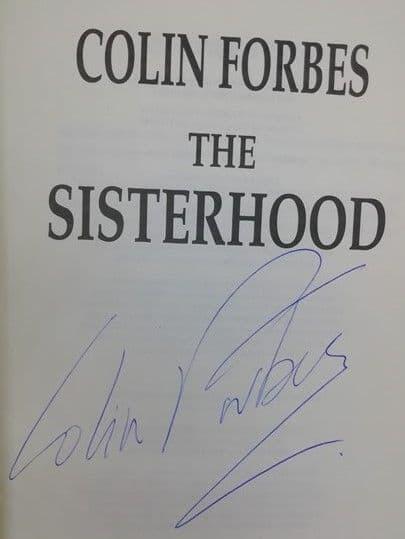 COLIN FORBES
THE
SISTERHOOD
Colin Forbes